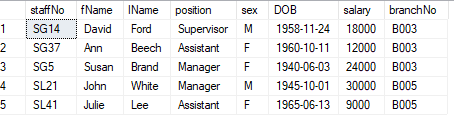 staffNo fName lName position sex DOB salary branchNo
1 SG14 David Ford Supervisor M 1958-11-24 18000 B003
2 SG37 Ann Beech Assistant F 1960-10-11 12000 B003
3 SG5 Susan Brand Manager F 1940-06-03 24000 B003
4 SL21 John White Manager M 1945-10-01 30000 B005
5 SL41 Julie Lee Assistant F 1965-06-13 9000 B005